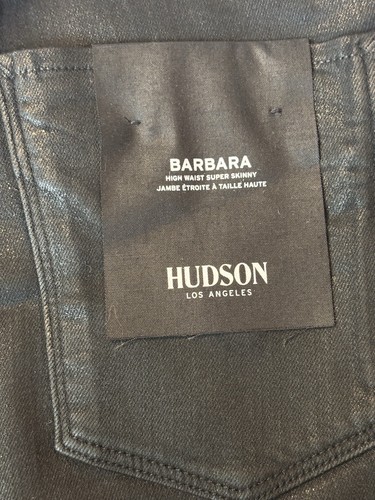 BARBARA
HIGH WAIST SUPER SKINNY
JAMBE ÉTROITE À TAILLE HAUTE
HUDSON
LOS ANGELES